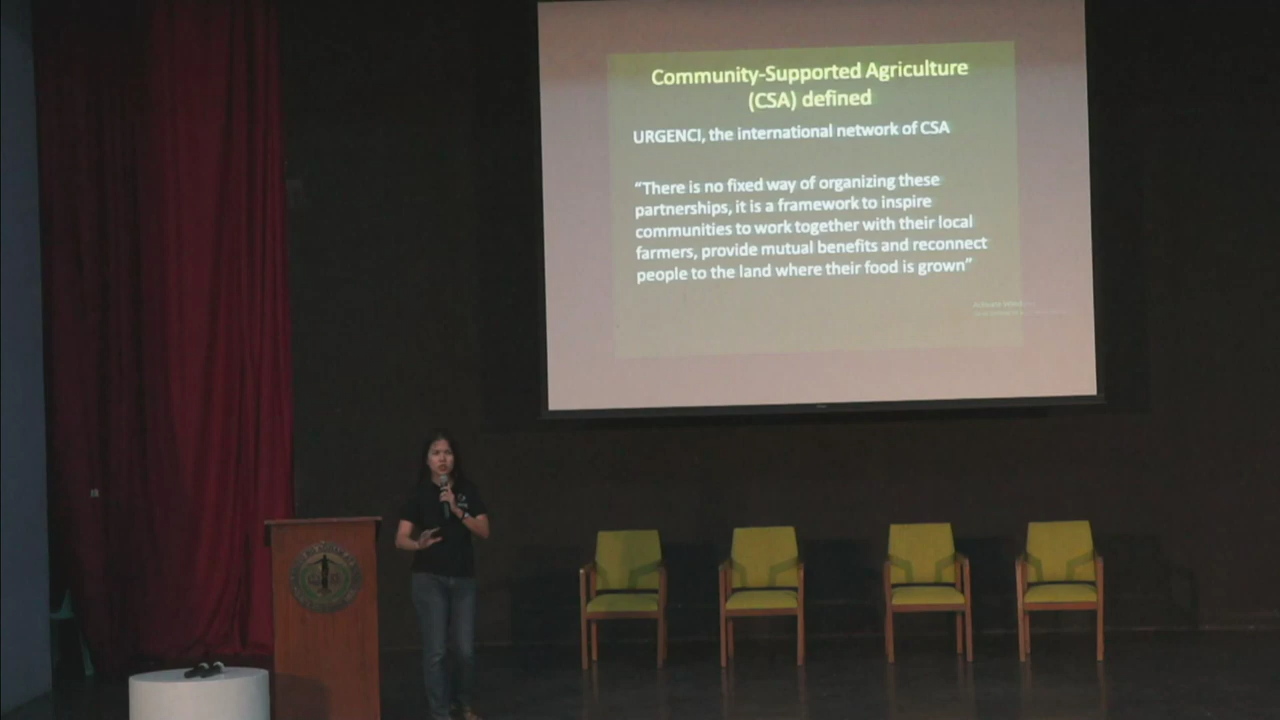 Community-Supported Agriculture
(CSA) defined
URGENCI, the international network of CSA
“There is no fixed way of organizing these
partnerships, it is a framework to inspire
communities to work together with their local
farmers, provide mutual benefits and reconnect
people to the land where their food is grown”